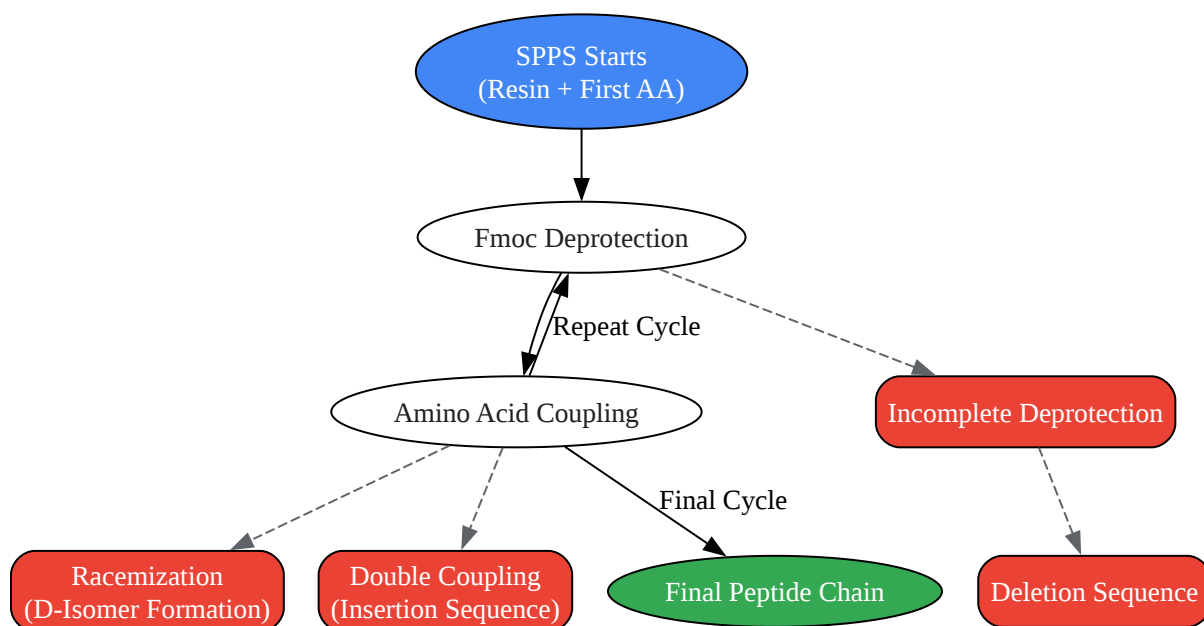 SPPS Starts
(Resin + First AA)
Fmoc Deprotection
Repeat Cycle
Amino Acid Coupling
Incomplete Deprotection
Final Cycle
Racemization
(D-Isomer Formation)
Double Coupling
(Insertion Sequence)
Final Peptide Chain
Deletion Sequence